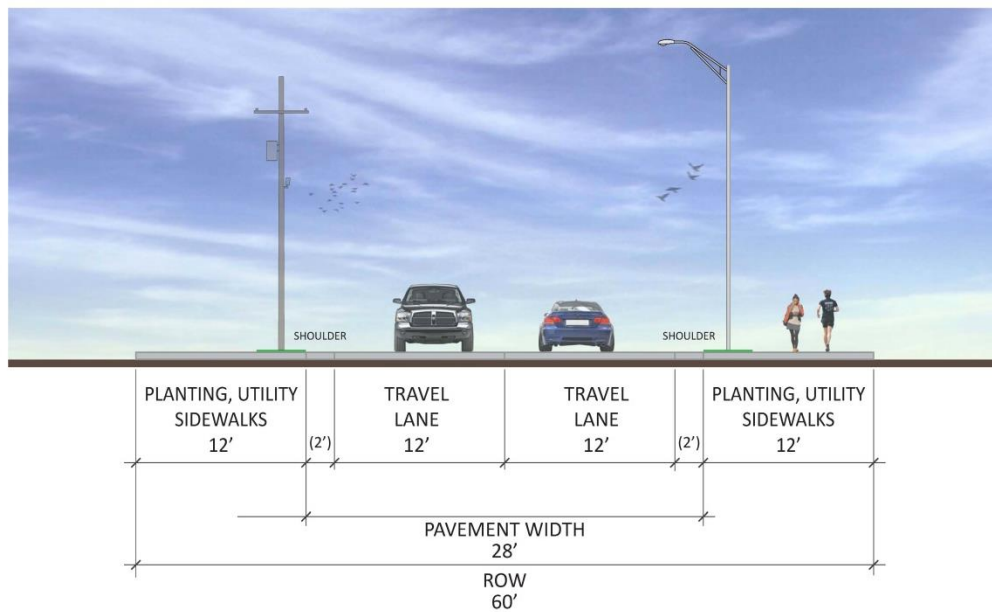 SHOULDER
SHOULDER
PLANTING, UTILITY
SIDEWALKS
12'
(2')
TRAVEL
LANE
12'
TRAVEL
LANE
12'
(2')
PLANTING, UTILITY
SIDEWALKS
12'
PAVEMENT WIDTH
28'
ROW
60'